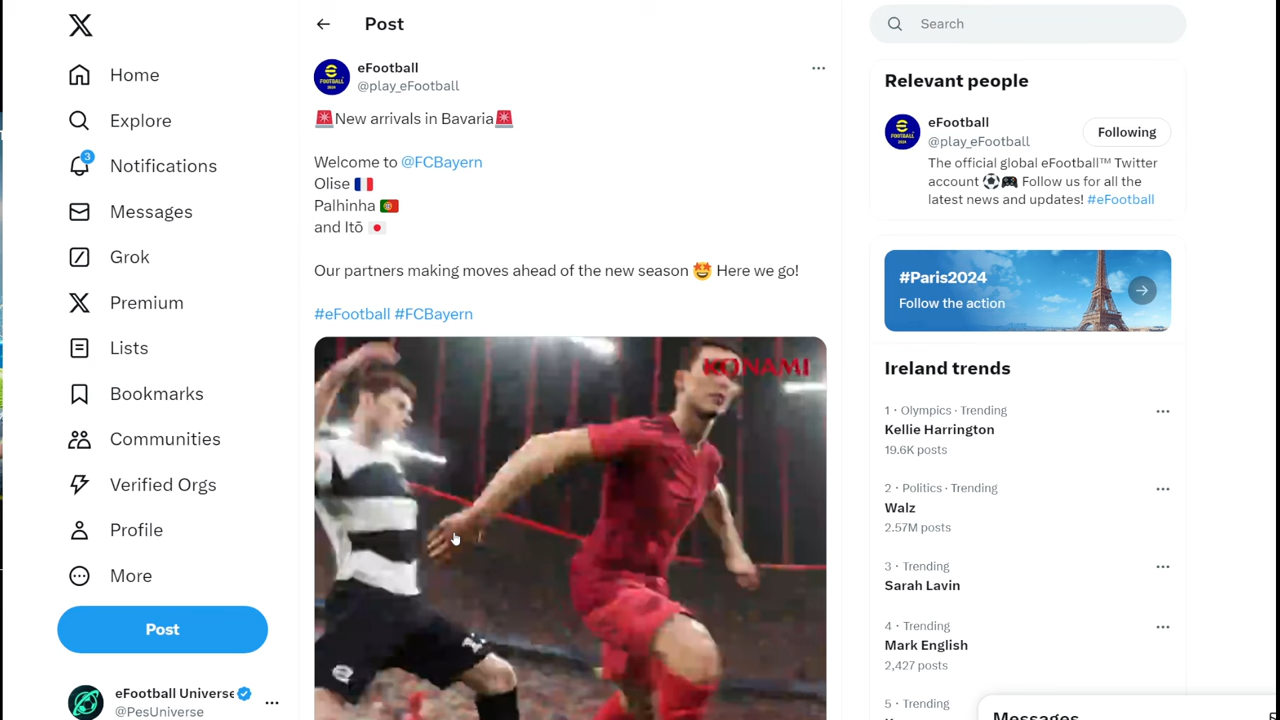 Home
Explore
3
Notifications
Messages
Grok
Premium
Lists
Bookmarks
Communities
Verified Orgs
Profile
More
Post
eFootball Universe
@PesUniverse
Post
eFootball
@play_eFootball
🚨New arrivals in Bavaria🚨
Welcome to @FCBayern
Olise 🇫🇷
Palhinha 🇵🇹
and Itō 🇯🇵
Our partners making moves ahead of the new season 🤩 Here we go!
#eFootball #FCBayern
KONAMI
Search
Relevant people
eFootball
@play_eFootball
Following
The official global eFootball™ Twitter
account ⚽🎮 Follow us for all the
latest news and updates! #eFootball
#Paris2024
Follow the action
Ireland trends
1 · Olympics · Trending
Kellie Harrington
19.6K posts
2 · Politics · Trending
Walz
2.57M posts
3 · Trending
Sarah Lavin
4 · Trending
Mark English
2,427 posts
5 · Trending
Messages